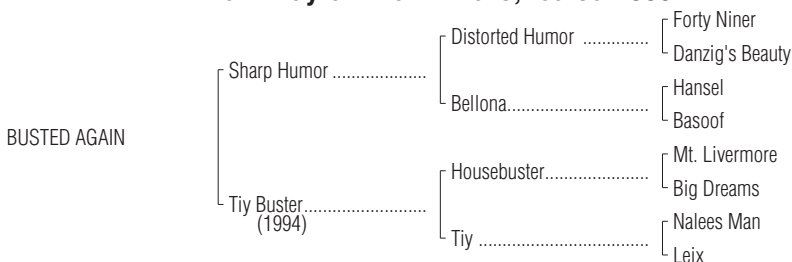 Forty Niner
Distorted Humor ..............
Danzig's Beauty
Sharp Humor ....................
Hansel
Bellona..............................
Basoof
BUSTED AGAIN
Mt. Livermore
Housebuster......................
Big Dreams
Tiy Buster..........................
(1994)
Nalees Man
Tiy ....................................
Leix